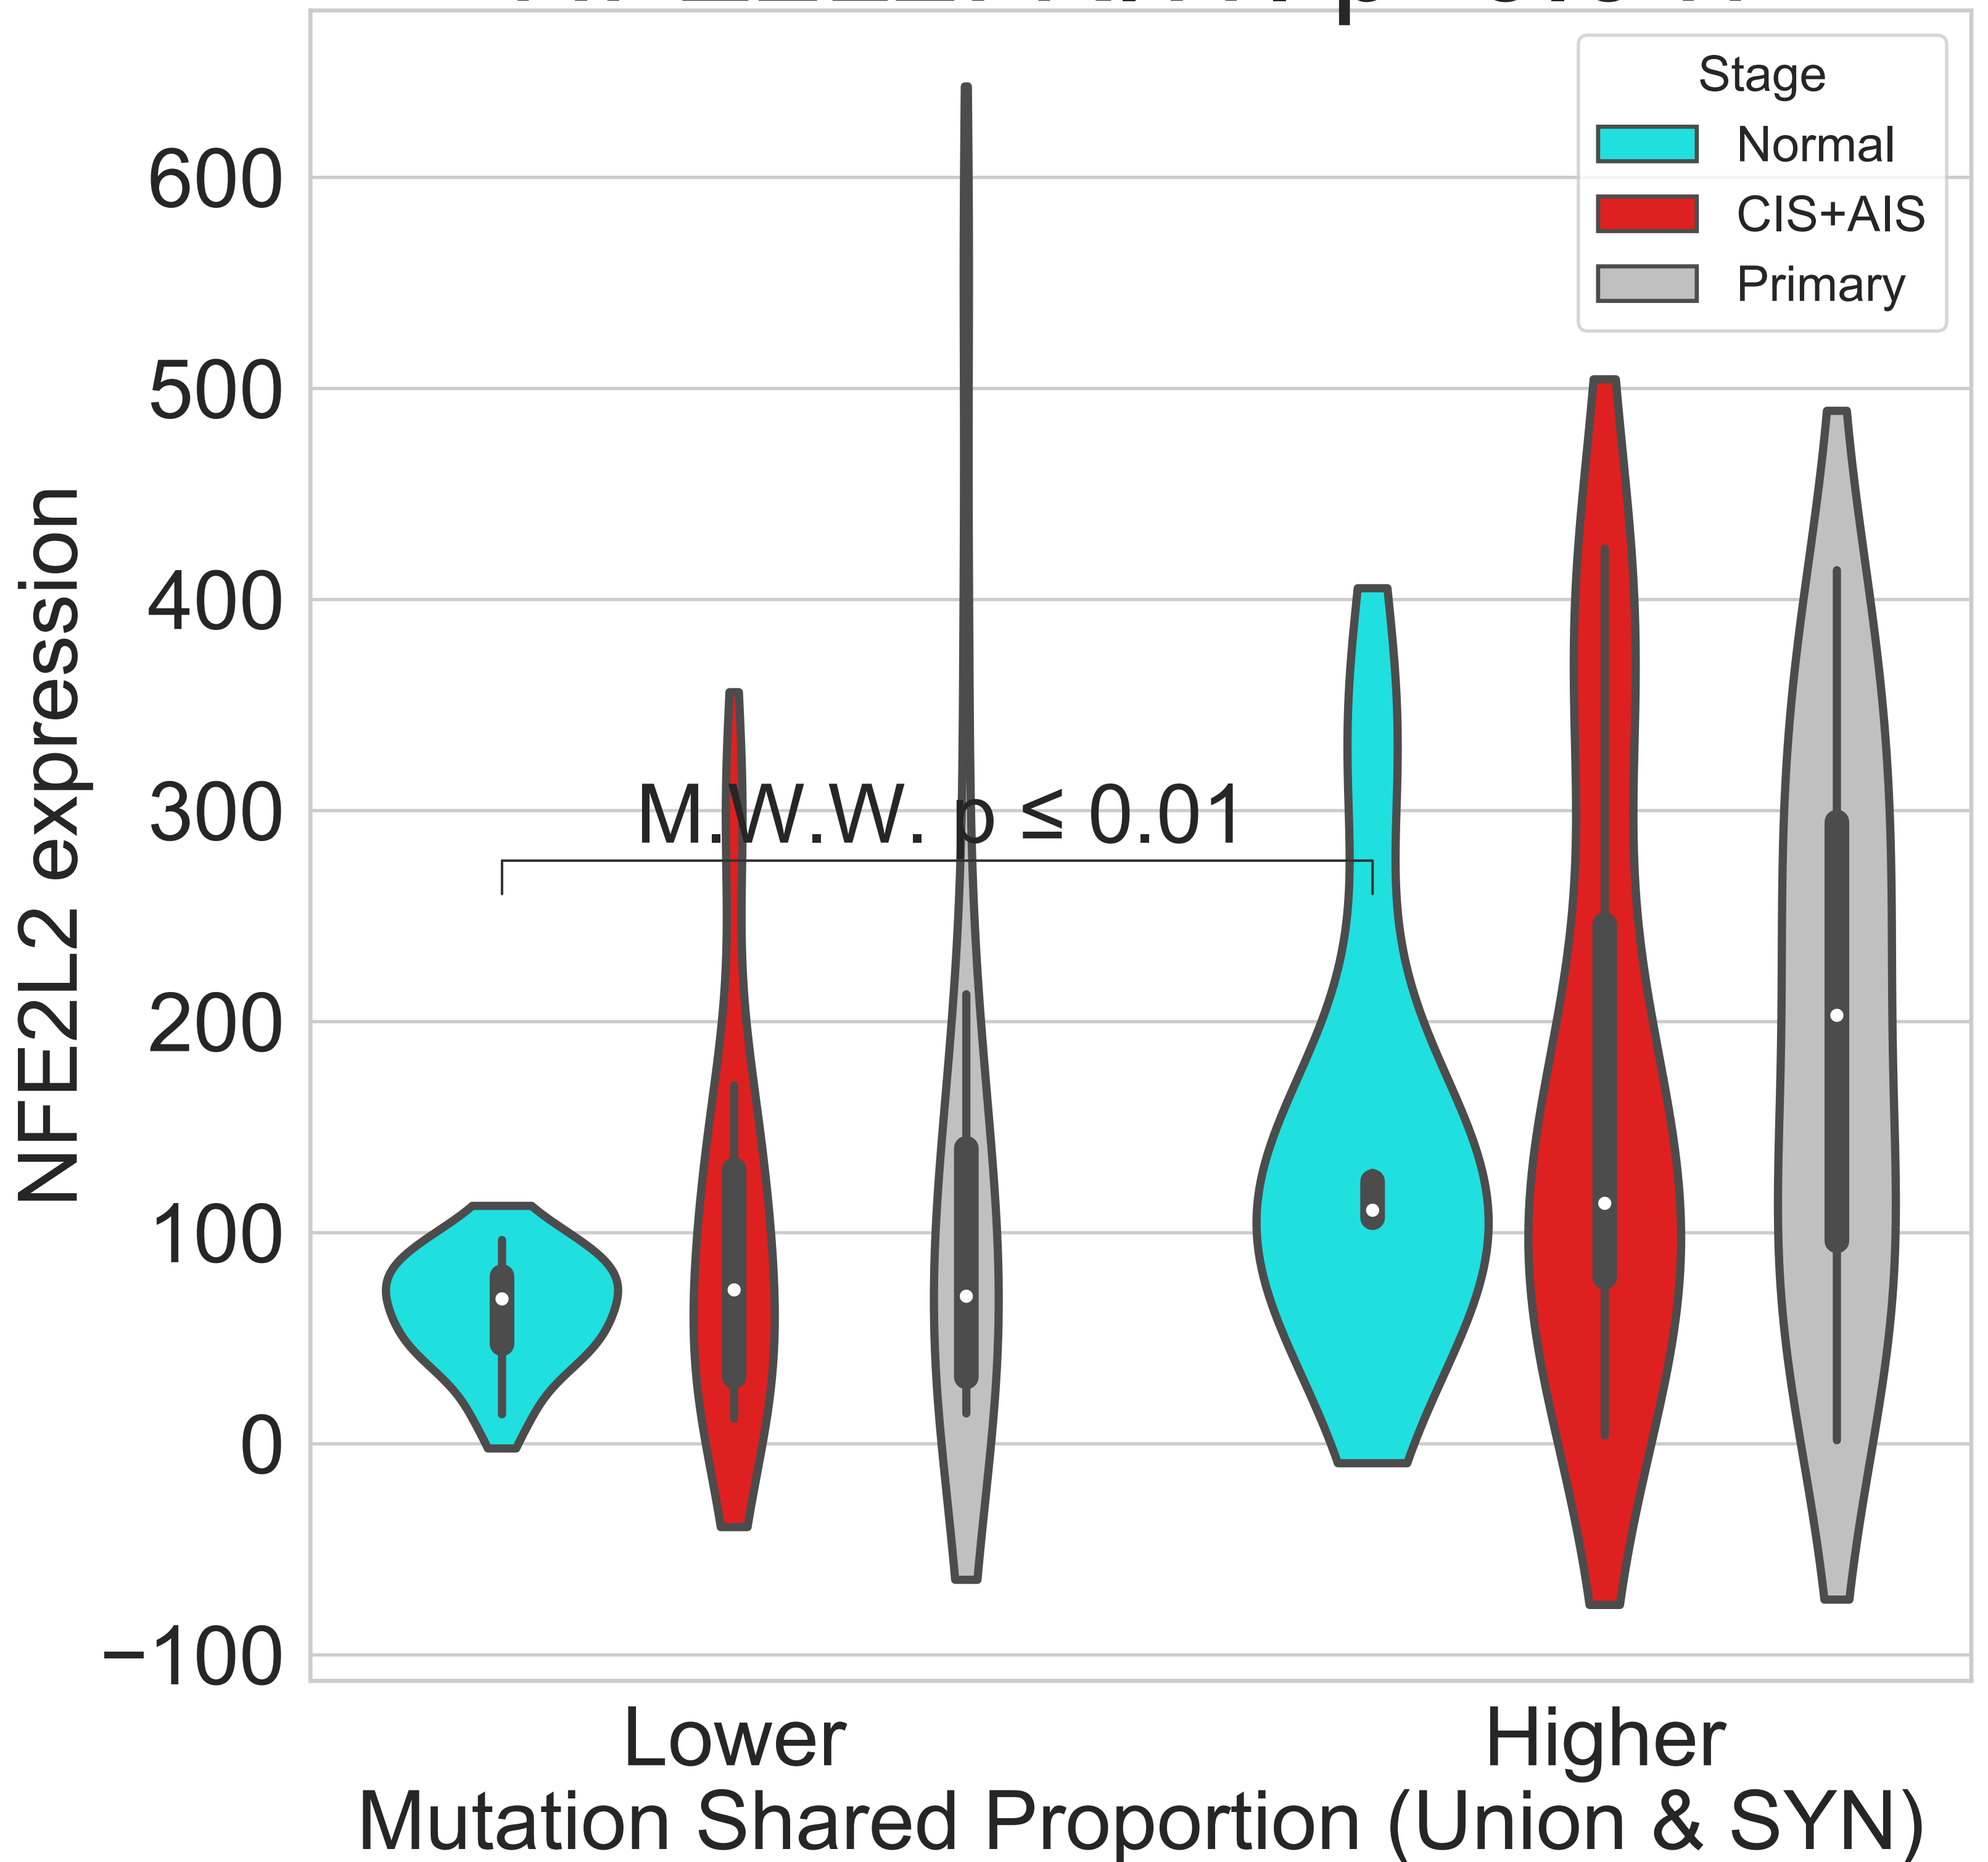 Stage
Normal
CIS+AIS
Primary
600
500
400
300
200
100
0
−100
NFE2L2 expression
M.W.W. p ≤ 0.01
Lower
Higher
Mutation Shared Proportion (Union & SYN)